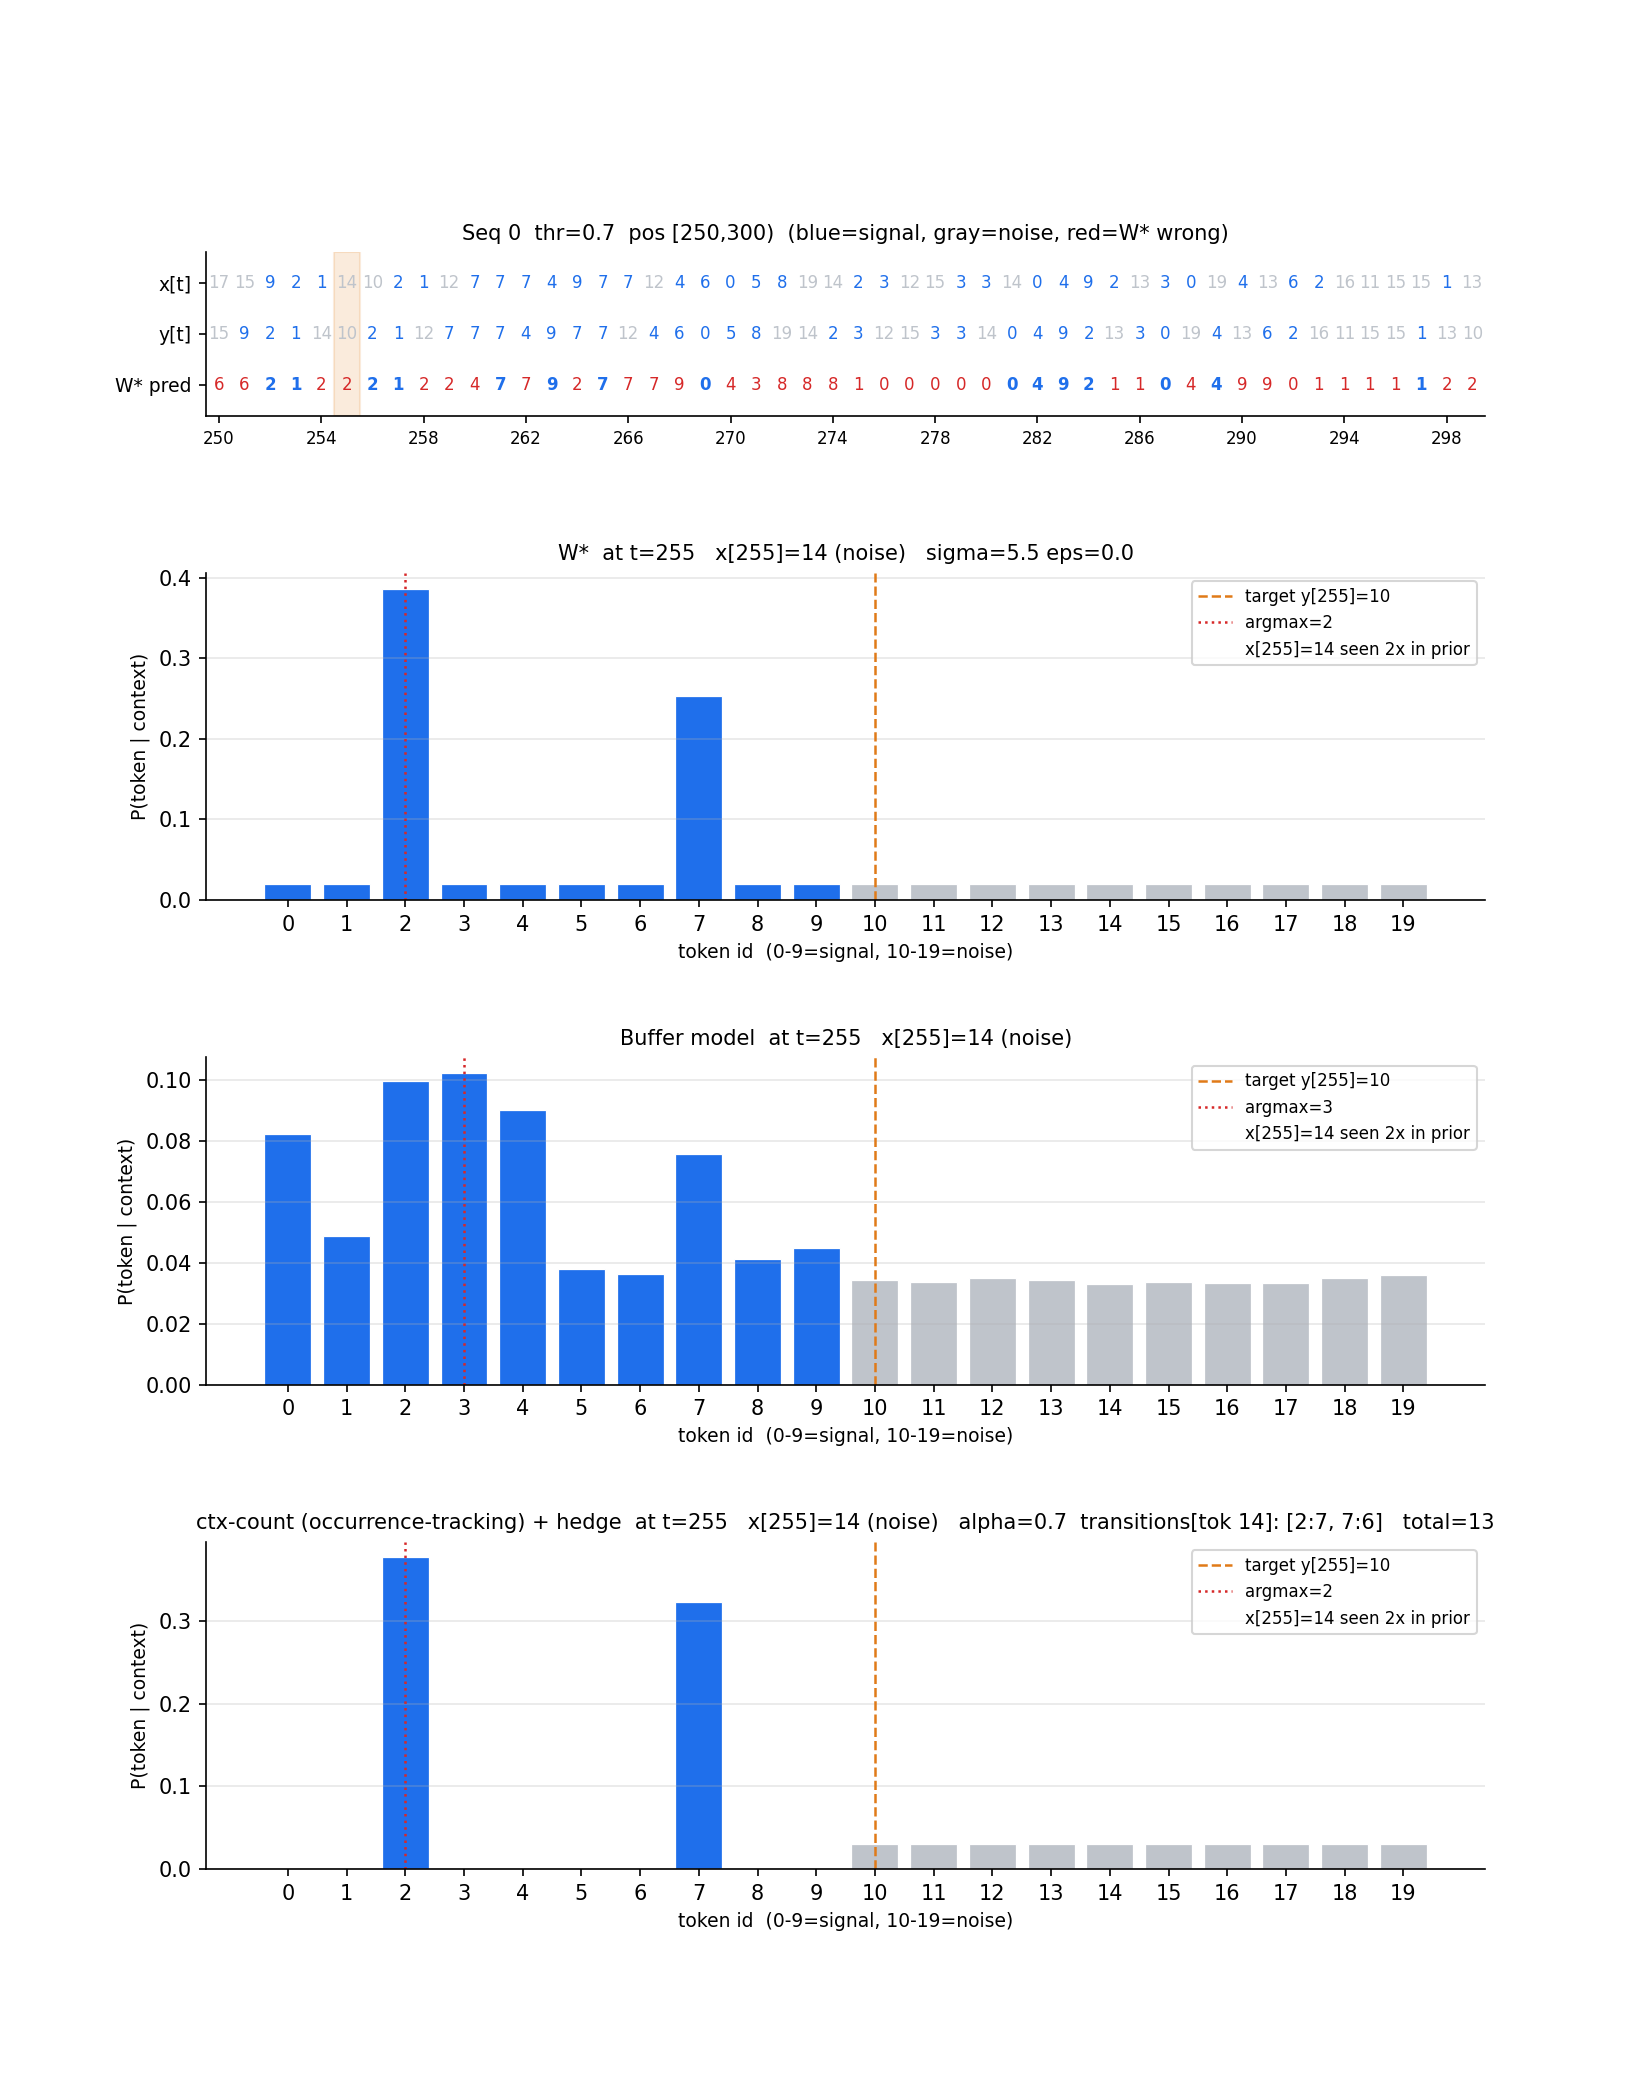 Seq 0  thr=0.7  pos [250,300)  (blue=signal, gray=noise, red=W* wrong)
x[t] 17 15 9 2 1 14 10 2 1 12 7 7 7 4 9 7 7 12 4 6 0 5 8 19 14 2 3 12 15 3 3 14 0 4 9 2 13 3 0 19 4 13 6 2 16 11 15 15 1 13
y[t] 15 9 2 1 14 10 2 1 12 7 7 7 4 9 7 7 12 4 6 0 5 8 19 14 2 3 12 15 3 3 14 0 4 9 2 13 3 0 19 4 13 6 2 16 11 15 15 1 13 10
W* pred 6 6 2 1 2 2 2 1 2 2 4 7 7 9 2 7 7 7 9 0 4 3 8 8 8 1 0 0 0 0 0 0 4 9 2 1 1 0 4 4 9 9 0 1 1 1 1 1 2 2
250 254 258 262 266 270 274 278 282 286 290 294 298
W*  at t=255   x[255]=14 (noise)   sigma=5.5 eps=0.0
P(token | context)
0.4
0.3
0.2
0.1
0.0
target y[255]=10
argmax=2
x[255]=14 seen 2x in prior
0 1 2 3 4 5 6 7 8 9 10 11 12 13 14 15 16 17 18 19
token id  (0-9=signal, 10-19=noise)
Buffer model  at t=255   x[255]=14 (noise)
P(token | context)
0.10
0.08
0.06
0.04
0.02
0.00
target y[255]=10
argmax=3
x[255]=14 seen 2x in prior
0 1 2 3 4 5 6 7 8 9 10 11 12 13 14 15 16 17 18 19
token id  (0-9=signal, 10-19=noise)
ctx-count (occurrence-tracking) + hedge  at t=255   x[255]=14 (noise)   alpha=0.7  transitions[tok 14]: [2:7, 7:6]   total=13
P(token | context)
0.3
0.2
0.1
0.0
target y[255]=10
argmax=2
x[255]=14 seen 2x in prior
0 1 2 3 4 5 6 7 8 9 10 11 12 13 14 15 16 17 18 19
token id  (0-9=signal, 10-19=noise)